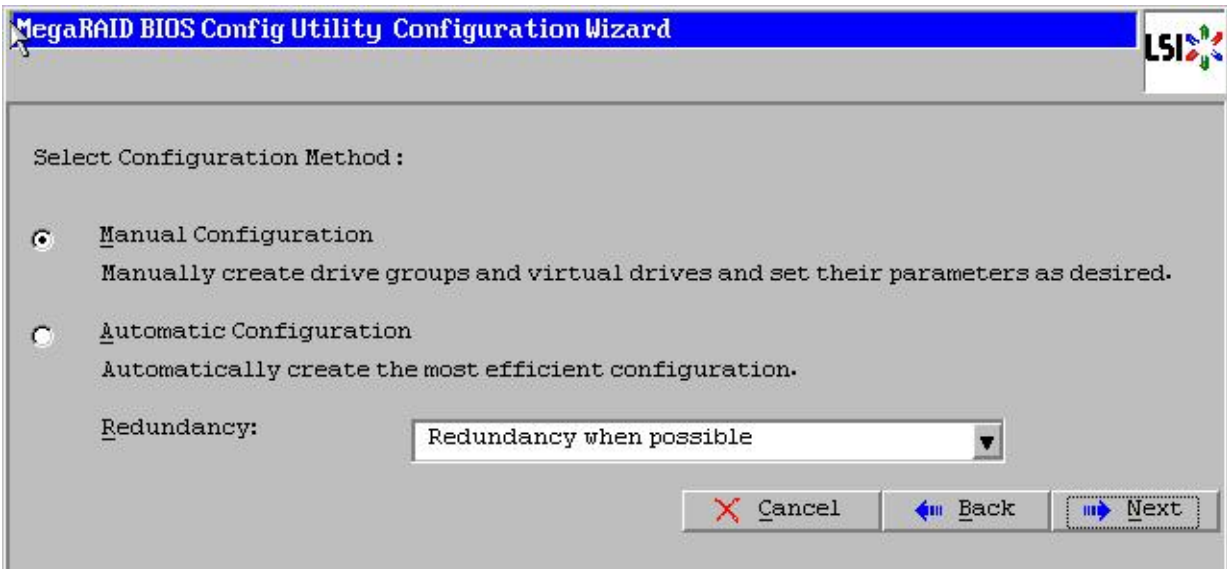 MegaRAID BIOS Config Utility Configuration Wizard
LSI
Select Configuration Method:
Manual Configuration
Manually create drive groups and virtual drives and set their parameters as desired.
Automatic Configuration
Automatically create the most efficient configuration.
Redundancy: Redundancy when possible
Cancel Back Next